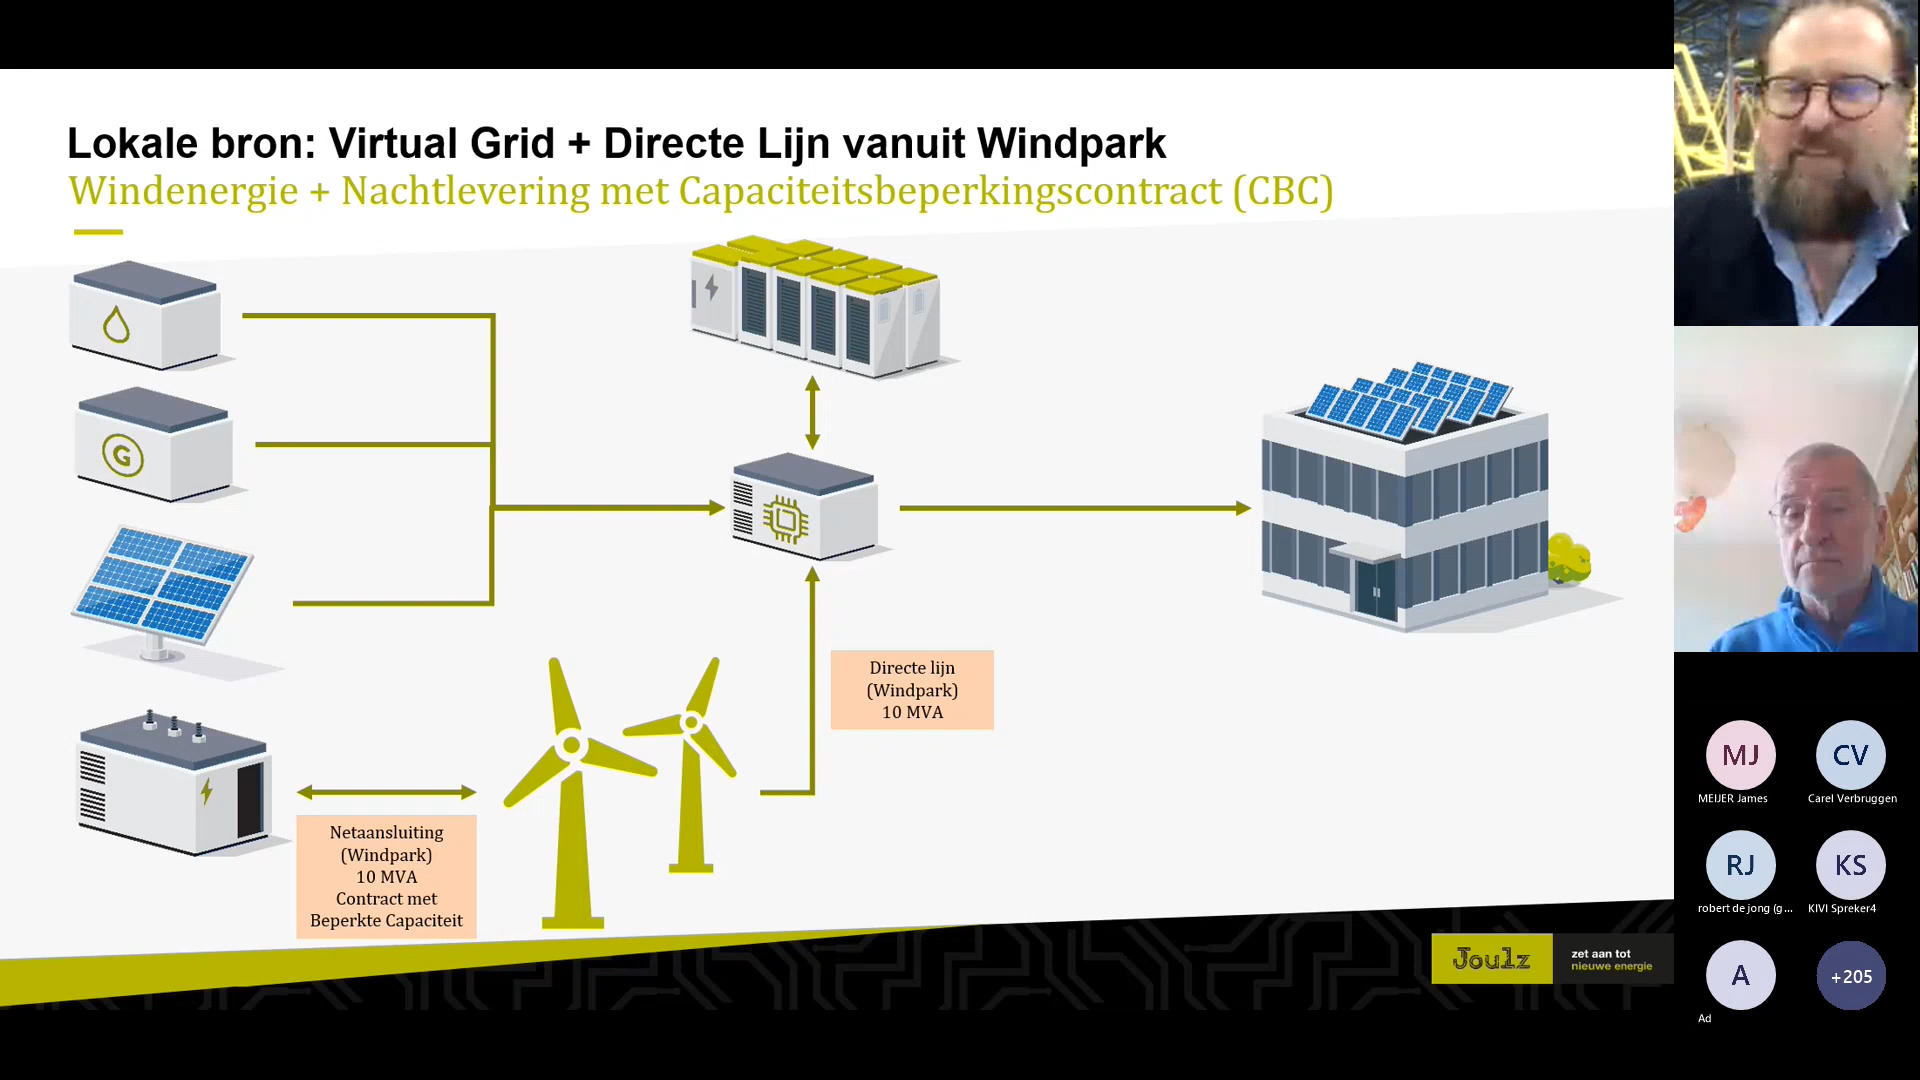 Lokale bron: Virtual Grid + Directe Lijn vanuit Windpark
Windenergie + Nachtlevering met Capaciteitsbeperkingscontract (CBC)
G
Directe lijn
(Windpark)
10 MVA
Netaansluiting
(Windpark)
10 MVA
Contract met
Beperkte Capaciteit
Joulz
zet aan tot
nieuwe energie
MJ
MEIJER James
CV
Carel Verbruggen
RJ
robert de jong (g...
KS
KIVI Spreker4
A
Ad
+205